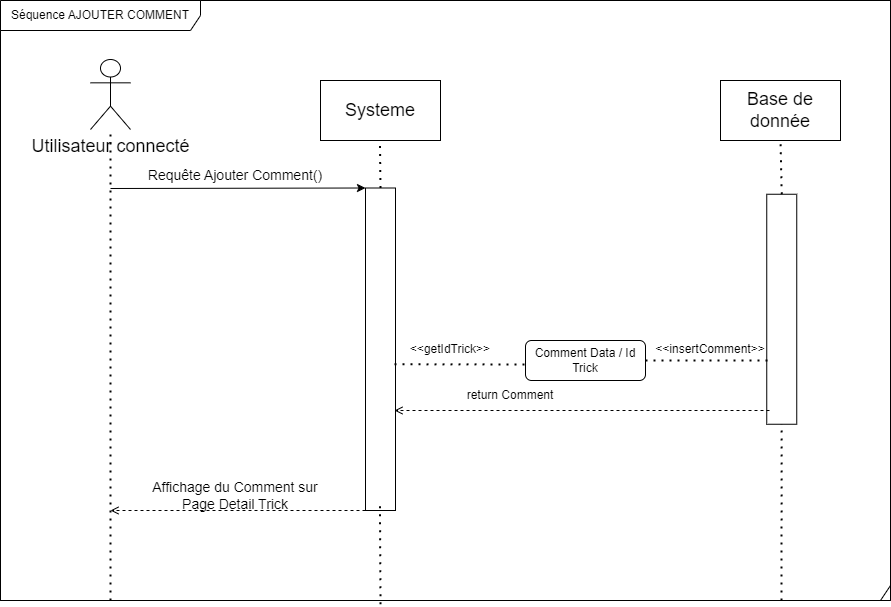 Séquence AJOUTER COMMENT
Utilisateur connecté
Systeme
Base de
donnée
Requête Ajouter Comment()
<<getIdTrick>>
Comment Data / Id
Trick
<<insertComment>>
return Comment
Affichage du Comment sur
Page Detail Trick